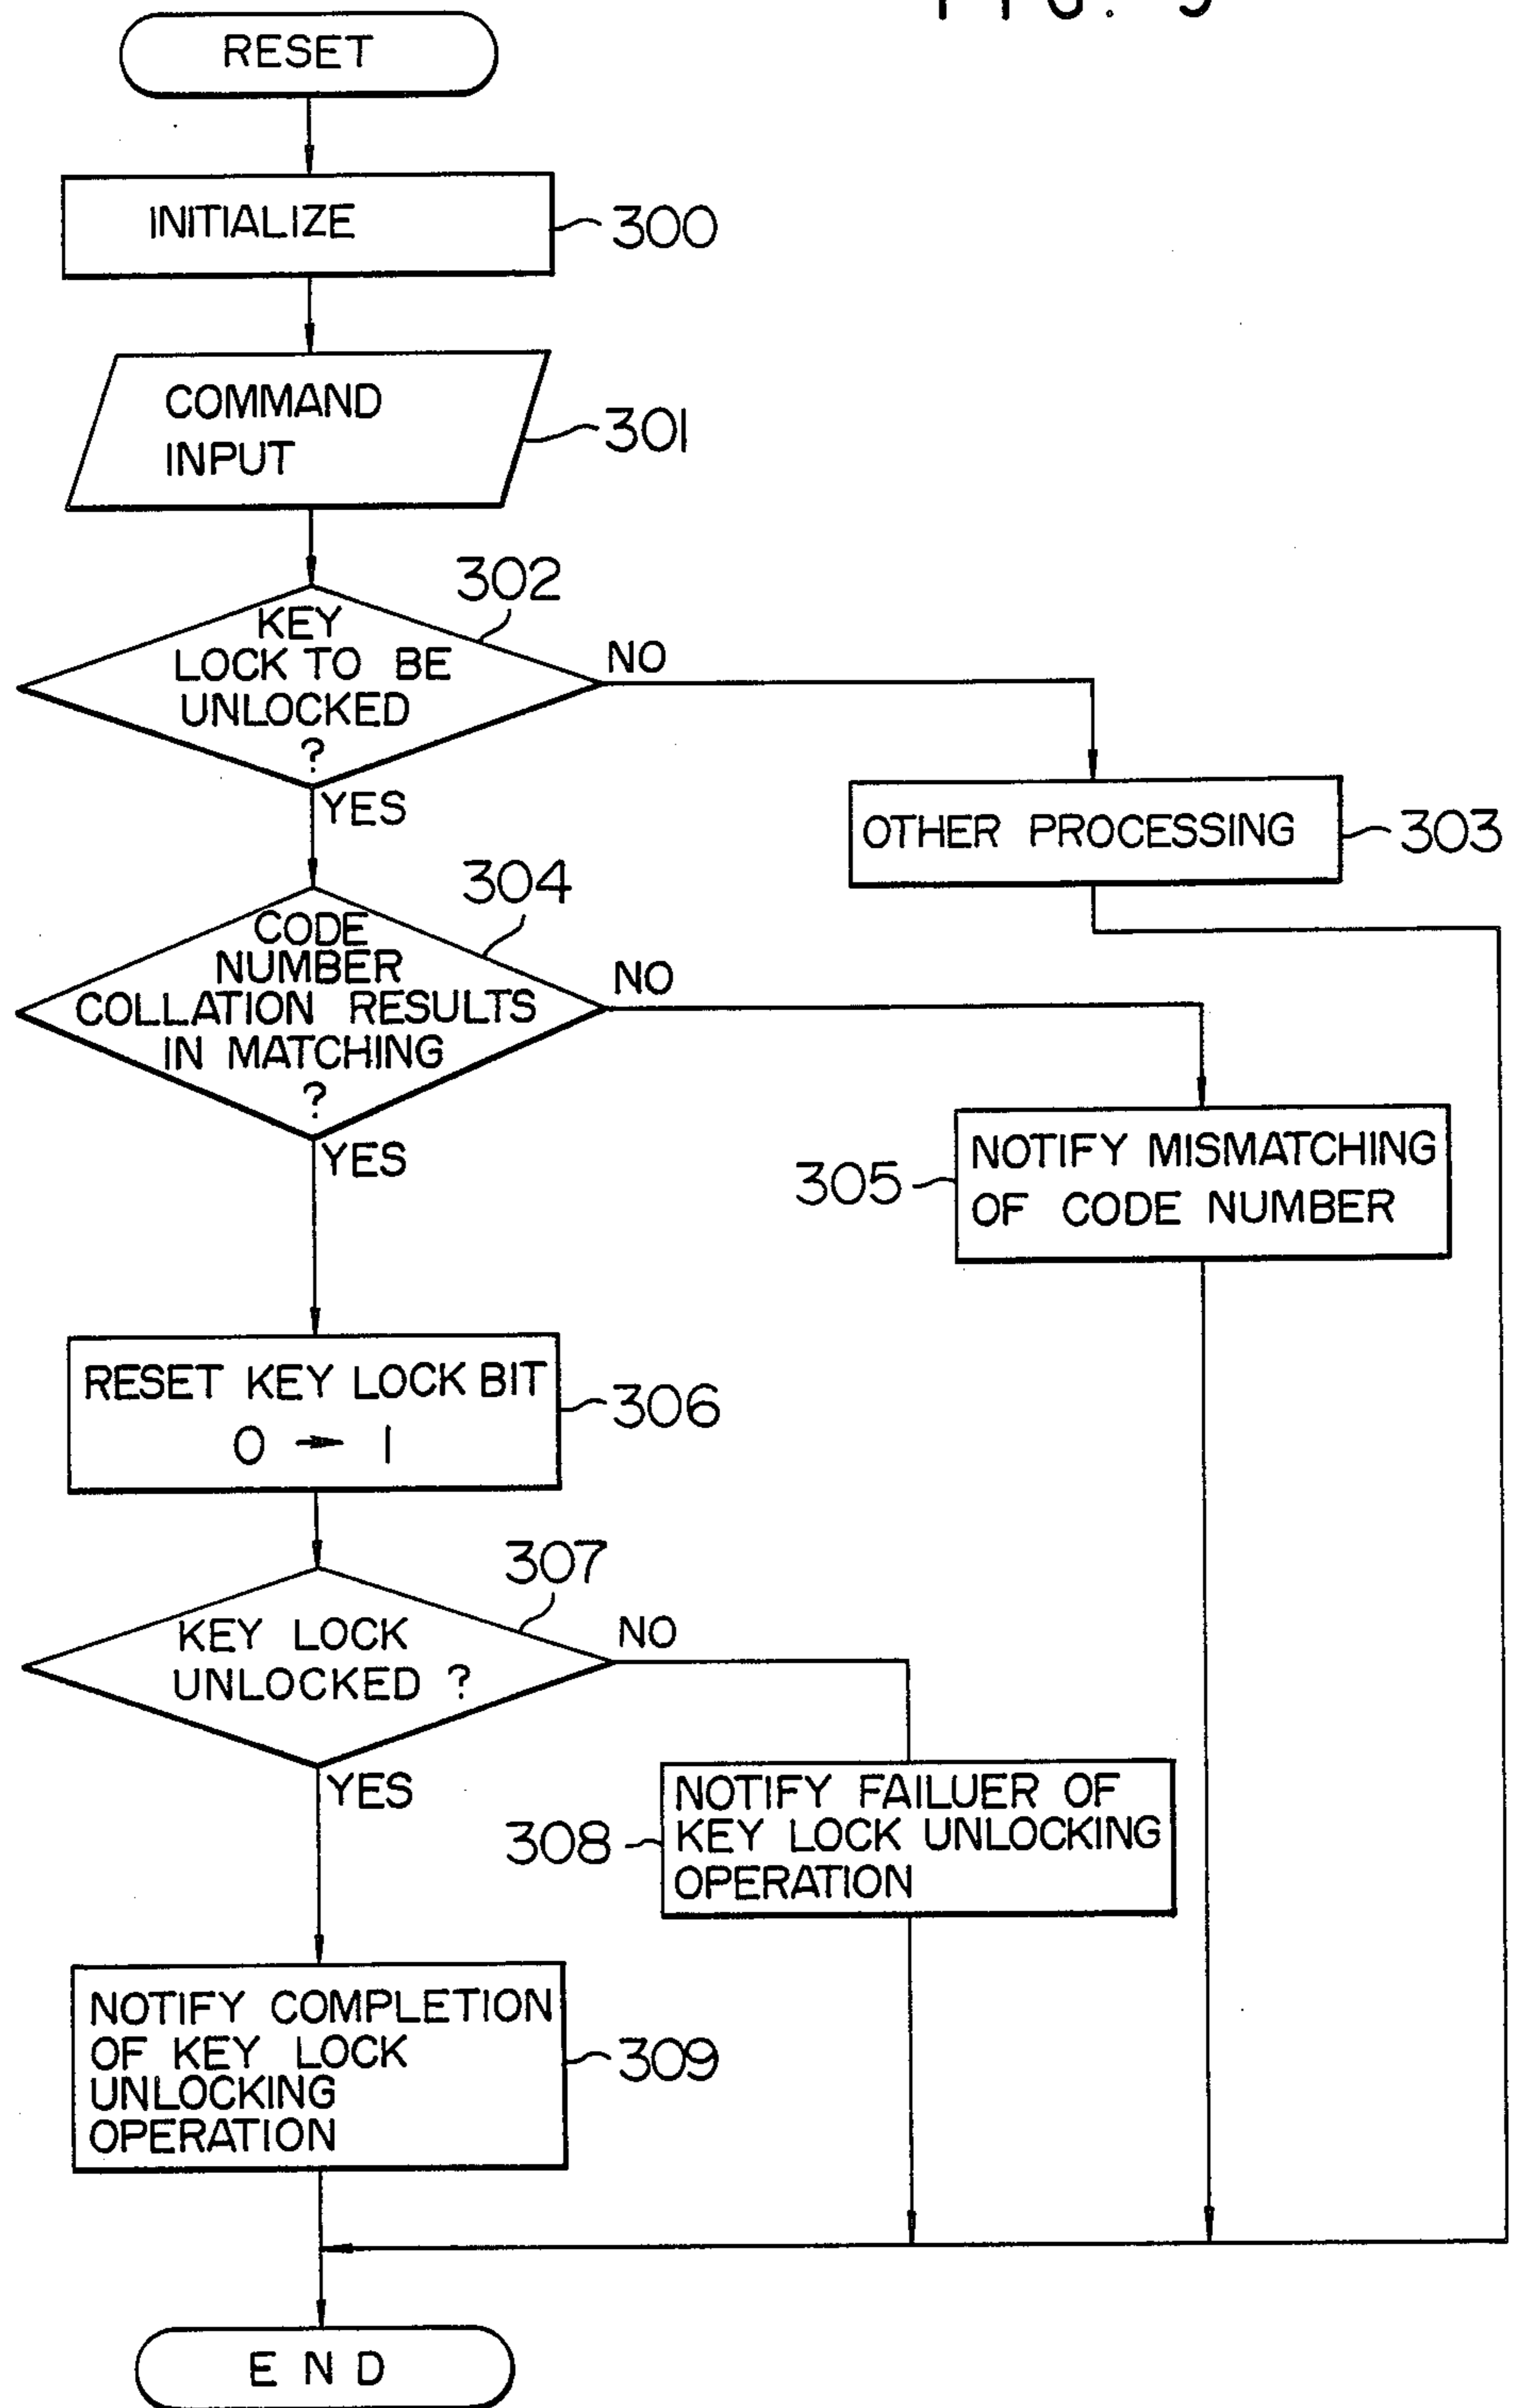 RESET
INITIALIZE
300
COMMAND
INPUT
301
302
KEY
LOCK TO BE
UNLOCKED
?
NO
YES
OTHER PROCESSING
303
304
CODE
NUMBER
COLLATION RESULTS
IN MATCHING
?
NO
YES
305
NOTIFY MISMATCHING
OF CODE NUMBER
RESET KEY LOCK BIT
0 → 1
306
307
KEY LOCK
UNLOCKED ?
NO
YES
308
NOTIFY FAILUER OF
KEY LOCK UNLOCKING
OPERATION
NOTIFY COMPLETION
OF KEY LOCK
UNLOCKING
OPERATION
309
END